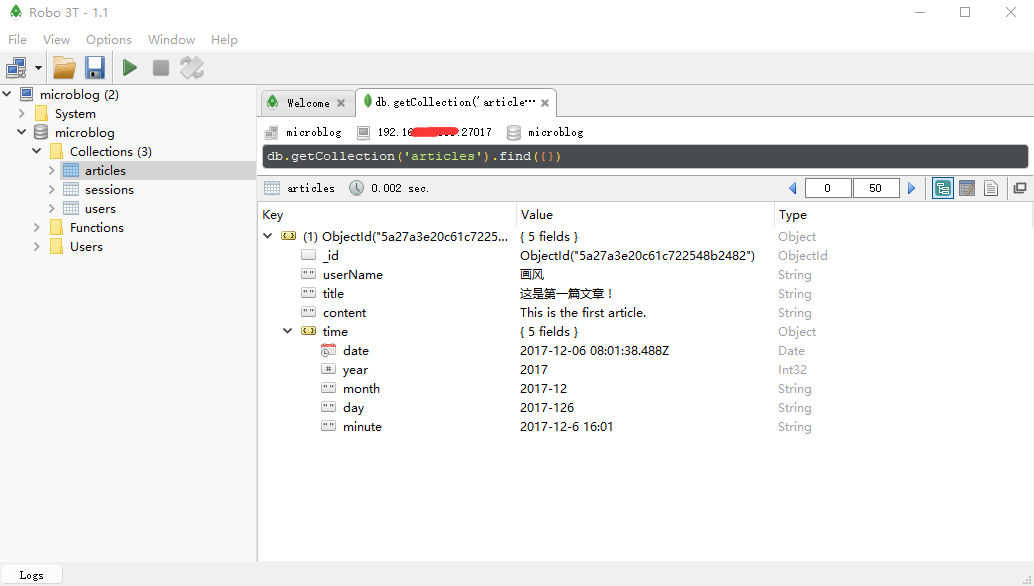 Robo 3T - 1.1
File View Options Window Help
microblog (2)
System
microblog
Collections (3)
articles
sessions
users
Functions
Users
Welcome
db.getCollection('article…
microblog 192.16 :27017 microblog
db.getCollection('articles').find({})
articles 0.002 sec. 0 50
Key Value Type
(1) ObjectId("5a27a3e20c61c7225... { 5 fields } Object
_id ObjectId("5a27a3e20c61c722548b2482") ObjectId
userName 画风 String
title 这是第一篇文章！ String
content This is the first article. String
time { 5 fields } Object
date 2017-12-06 08:01:38.488Z Date
year 2017 Int32
month 2017-12 String
day 2017-126 String
minute 2017-12-6 16:01 String
Logs